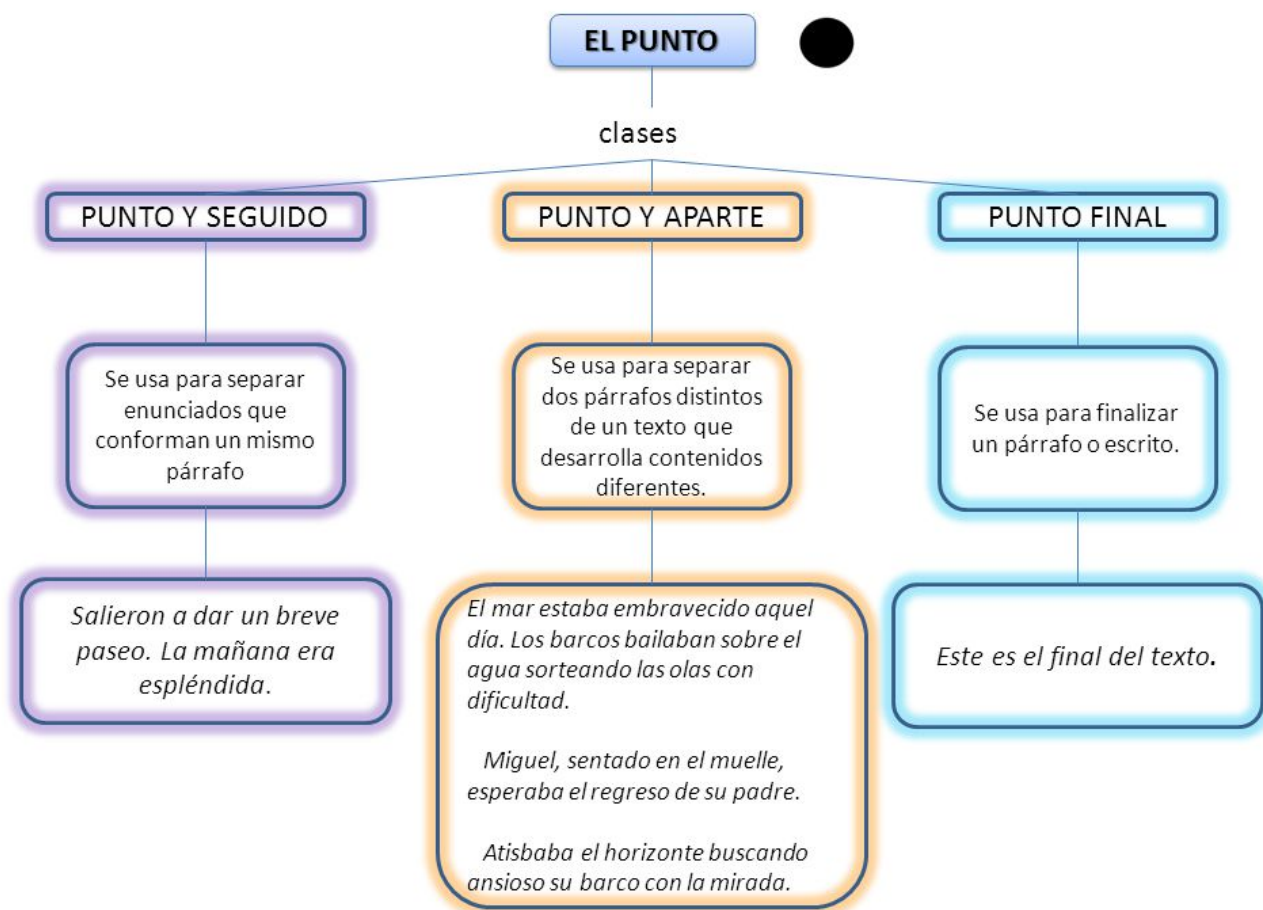 EL PUNTO
clases
PUNTO Y SEGUIDO
Se usa para separar
enunciados que
conforman un mismo
párrafo
Salieron a dar un breve
paseo. La mañana era
espléndida.
PUNTO Y APARTE
Se usa para separar
dos párrafos distintos
de un texto que
desarrolla contenidos
diferentes.
El mar estaba embravecido aquel
día. Los barcos bailaban sobre el
agua sorteando las olas con
dificultad.
Miguel, sentado en el muelle,
esperaba el regreso de su padre.
Atisbaba el horizonte buscando
ansioso su barco con la mirada.
PUNTO FINAL
Se usa para finalizar
un párrafo o escrito.
Este es el final del texto.